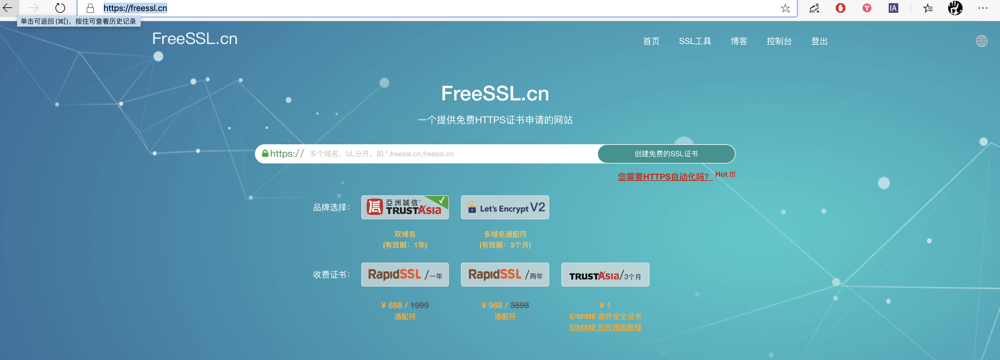 https://freessl.cn
单击可返回 (⌘[)，按住可查看历史记录
IA
FreeSSL.cn
首页 SSL工具 博客 控制台 登出
FreeSSL.cn
一个提供免费HTTPS证书申请的网站
https:// 多个域名，以,分开，如 *.freessl.cn,freessl.cn 创建免费的SSL证书
您需要HTTPS自动化吗？ Hot !!!
品牌选择： 亞洲誠信 TRUSTASIA Let's Encrypt V2
双域名 多域名通配符
(有效期：1年) (有效期：3个月)
收费证书： RapidSSL /一年 RapidSSL /两年 TRUSTASIA/3个月
¥ 688 / 1999 ¥ 988 / 3598 ¥ 1
通配符 通配符 S/MIME 邮件安全证书
S/MIME 的作用和教程